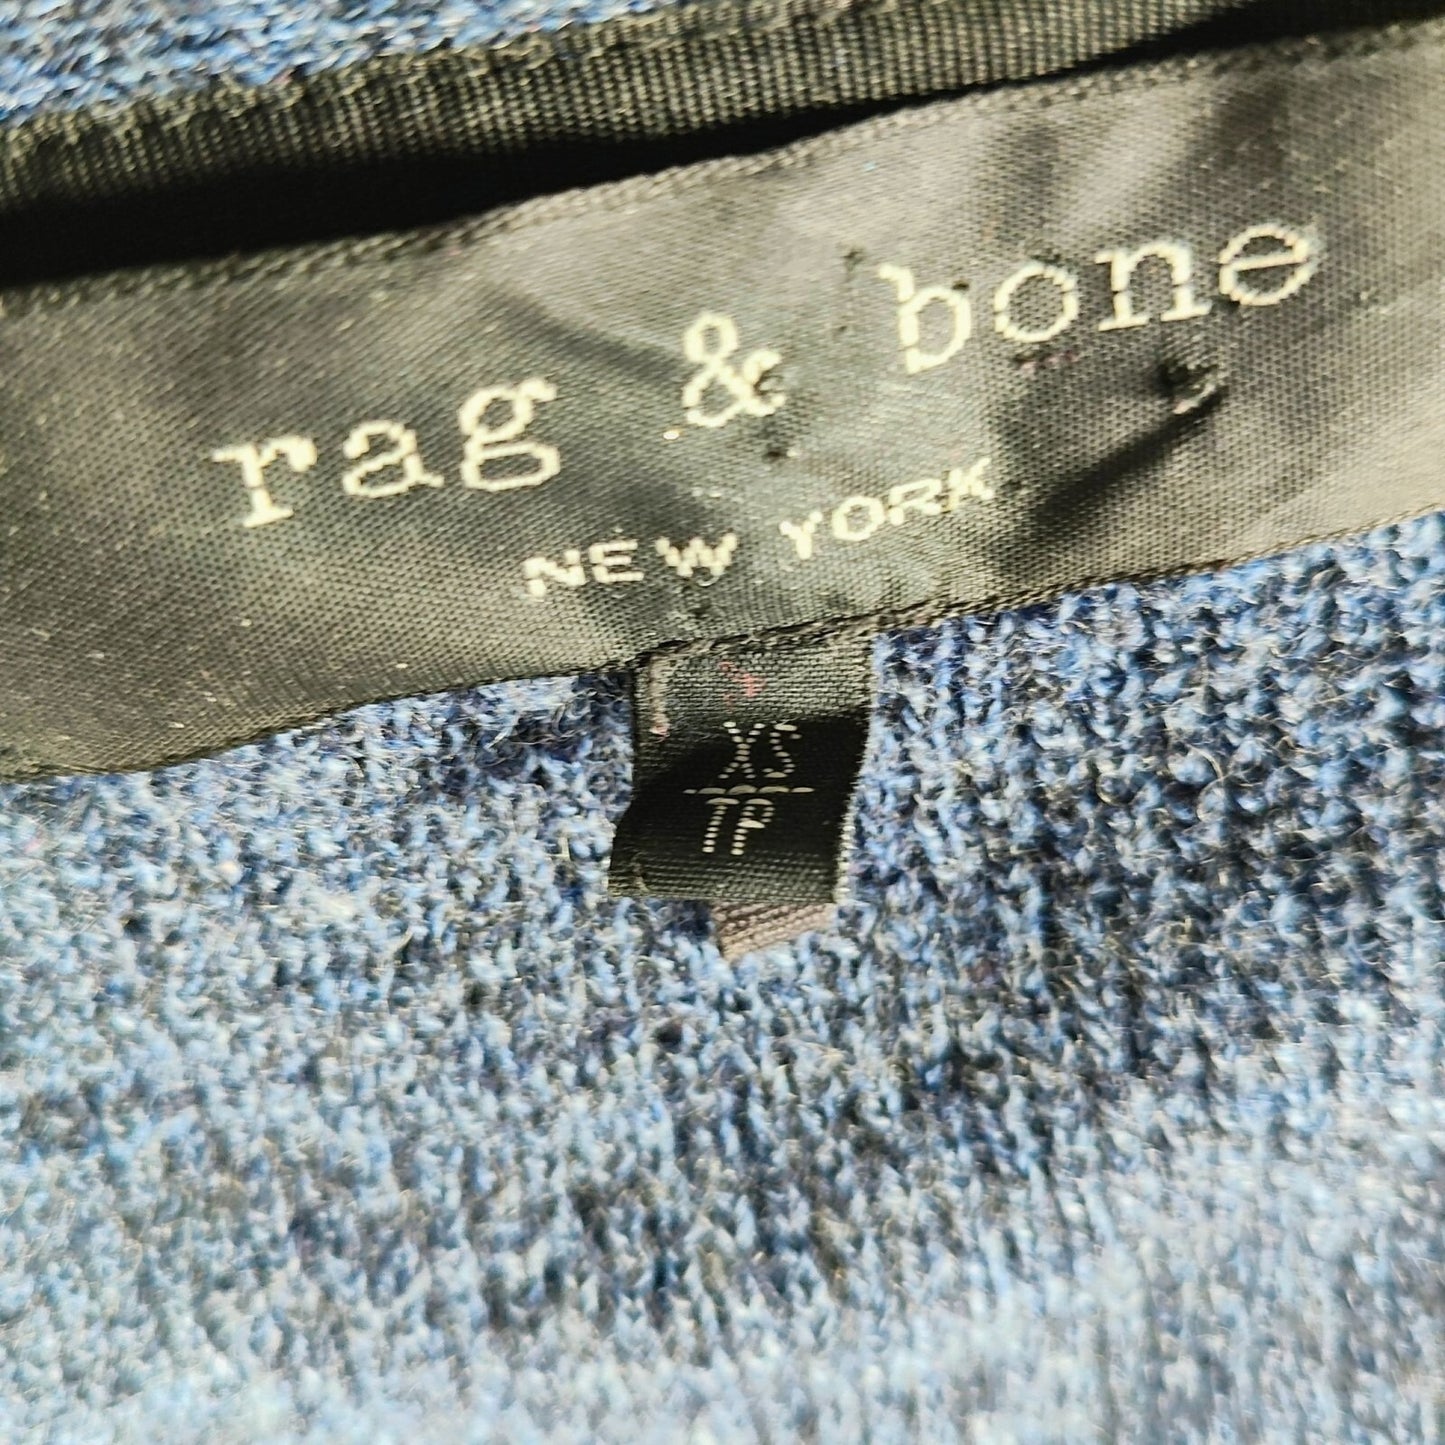 rag & bone
NEW YORK
XS
TP